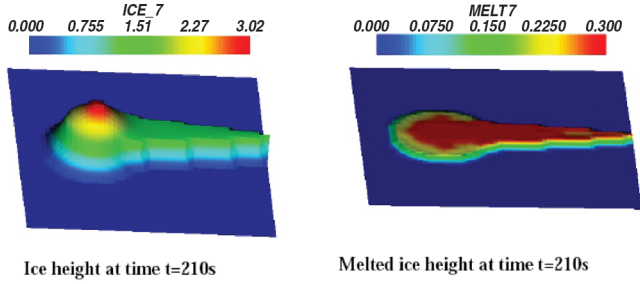 ICE_7
0.000 0.755 1.51 2.27 3.02
Ice height at time t=210s
MELT7
0.000 0.0750 0.150 0.2250 0.300
Melted ice height at time t=210s